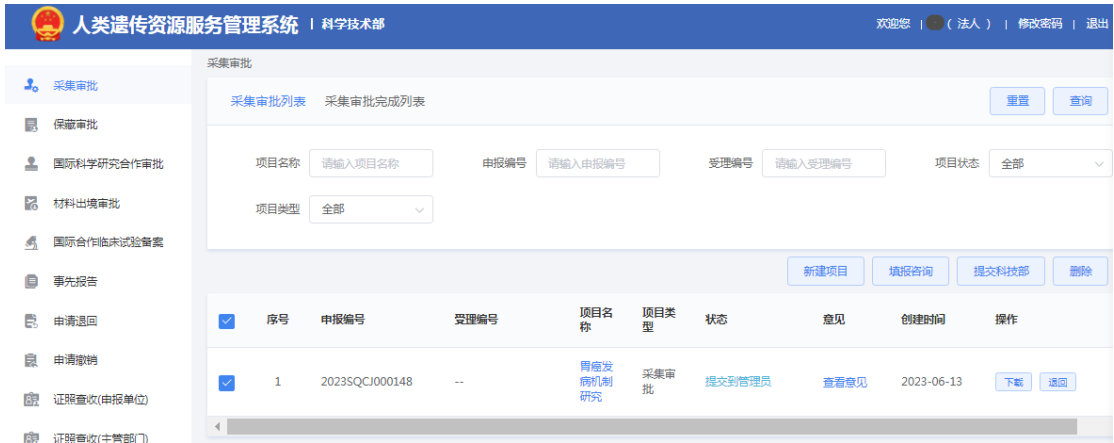 人类遗传资源服务管理系统 | 科学技术部
欢迎您 | (法人) | 修改密码 | 退出
采集审批
保藏审批
国际科学研究合作审批
材料出境审批
国际合作临床试验备案
事先报告
申请退回
申请撤销
证照查收(申报单位)
证照查收(主管部门)
采集审批
采集审批列表 采集审批完成列表 重置 查询
项目名称 请输入项目名称 申报编号 请输入申报编号 受理编号 请输入受理编号 项目状态 全部
项目类型 全部
新建项目 填报咨询 提交科技部 删除
序号 申报编号 受理编号 项目名称 项目类型 状态 意见 创建时间 操作
1 2023SQCJ000148 -- 胃癌发病机制研究 采集审批 提交到管理员 查看意见 2023-06-13 下载 退回